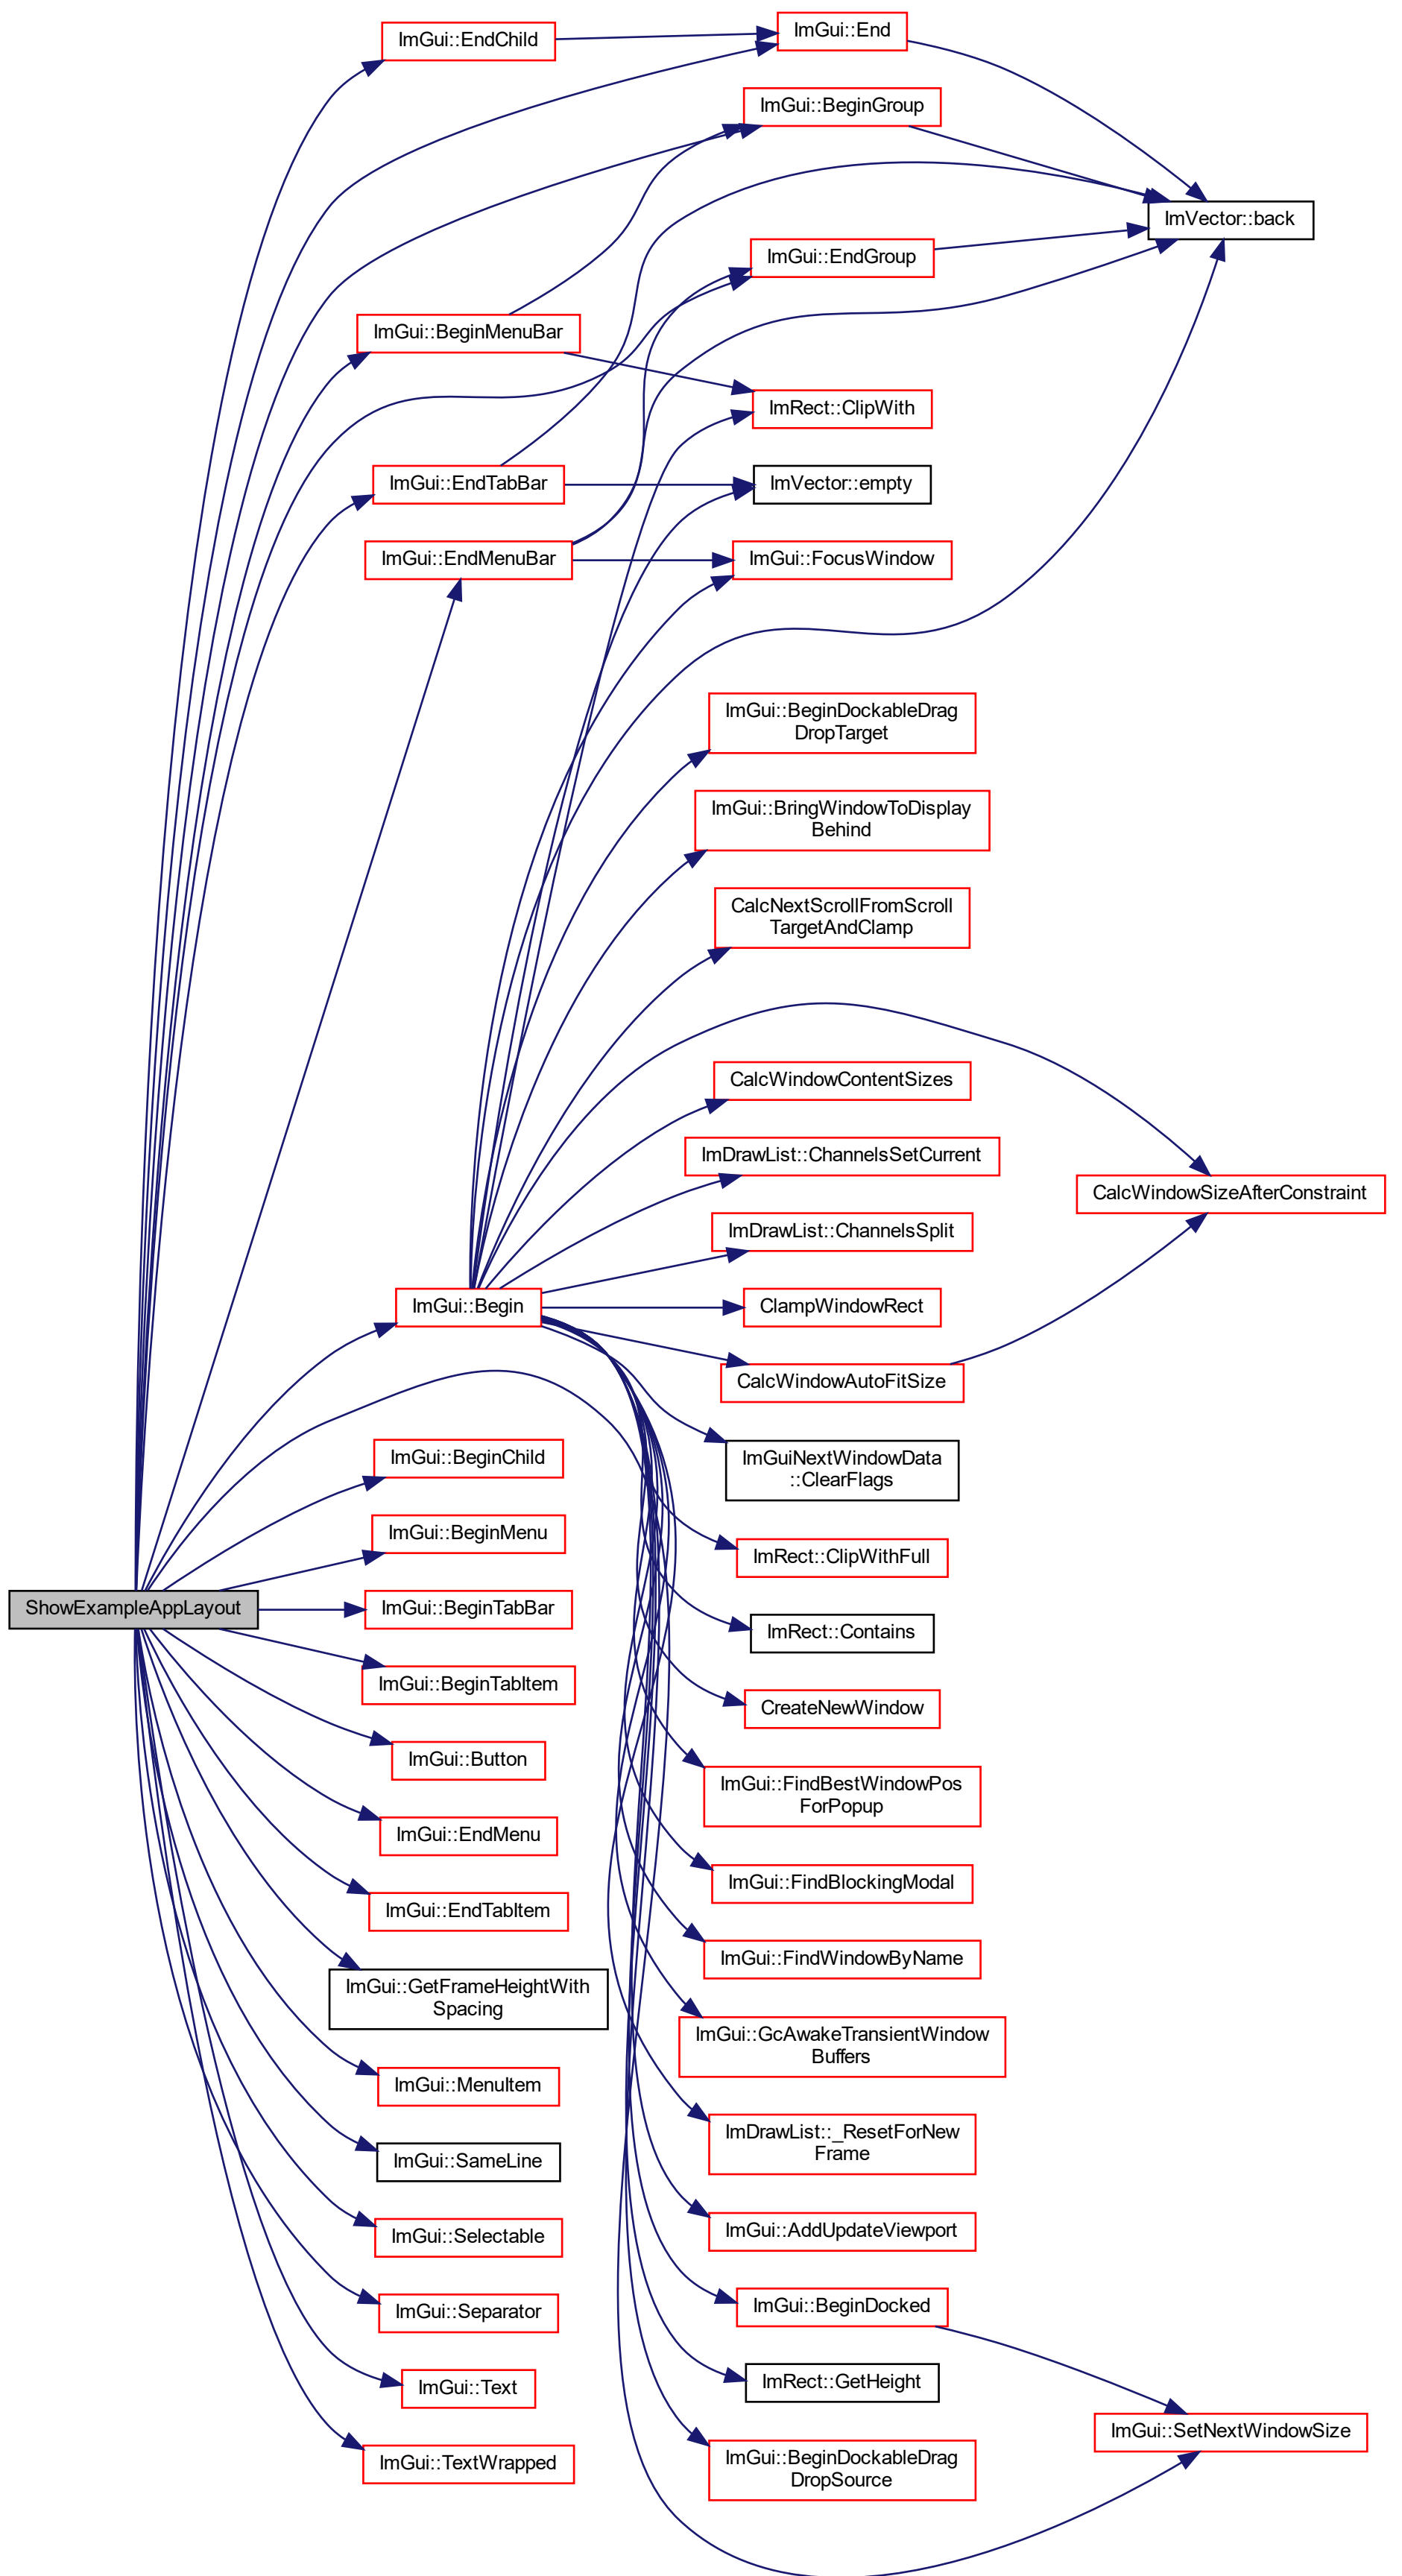 ImGui::EndChild
ImGui::End
ImGui::BeginGroup
ImVector::back
ImGui::EndGroup
ImGui::BeginMenuBar
ImRect::ClipWith
ImGui::EndTabBar
ImVector::empty
ImGui::EndMenuBar
ImGui::FocusWindow
ImGui::BeginDockableDrag
DropTarget
ImGui::BringWindowToDisplay
Behind
CalcNextScrollFromScroll
TargetAndClamp
CalcWindowContentSizes
ImDrawList::ChannelsSetCurrent
CalcWindowSizeAfterConstraint
ImDrawList::ChannelsSplit
ImGui::Begin
ClampWindowRect
CalcWindowAutoFitSize
ImGui::BeginChild
ImGuiNextWindowData
::ClearFlags
ImGui::BeginMenu
ImRect::ClipWithFull
ShowExampleAppLayout
ImGui::BeginTabBar
ImRect::Contains
ImGui::BeginTabItem
CreateNewWindow
ImGui::Button
ImGui::FindBestWindowPos
ForPopup
ImGui::EndMenu
ImGui::FindBlockingModal
ImGui::EndTabItem
ImGui::FindWindowByName
ImGui::GetFrameHeightWith
Spacing
ImGui::GcAwakeTransientWindow
Buffers
ImGui::MenuItem
ImDrawList::_ResetForNew
Frame
ImGui::SameLine
ImGui::Selectable
ImGui::AddUpdateViewport
ImGui::Separator
ImGui::BeginDocked
ImGui::Text
ImRect::GetHeight
ImGui::SetNextWindowSize
ImGui::TextWrapped
ImGui::BeginDockableDrag
DropSource